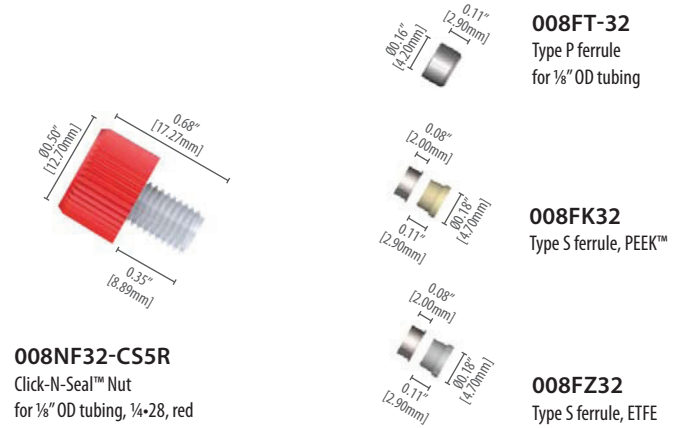 Ø0.50"
[12.70mm]
0.68"
[17.27mm]
0.35"
[8.89mm]
008NF32-CS5R
Click-N-Seal™ Nut
for ⅛" OD tubing, ¼•28, red
Ø0.16"
[4.20mm]
0.11"
[2.90mm]
008FT-32
Type P ferrule
for ⅛" OD tubing
0.08"
[2.00mm]
0.11"
[2.90mm]
Ø0.18"
[4.70mm]
008FK32
Type S ferrule, PEEK™
0.08"
[2.00mm]
0.11"
[2.90mm]
Ø0.18"
[4.70mm]
008FZ32
Type S ferrule, ETFE